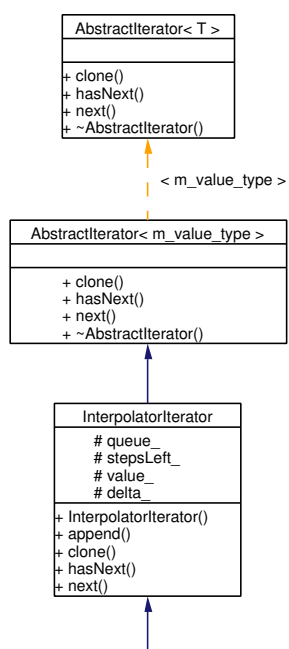 AbstractIterator< T >
+ clone()
+ hasNext()
+ next()
+ ~AbstractIterator()
< m_value_type >
AbstractIterator< m_value_type >
+ clone()
+ hasNext()
+ next()
+ ~AbstractIterator()
InterpolatorIterator
# queue_
# stepsLeft_
# value_
# delta_
+ InterpolatorIterator()
+ append()
+ clone()
+ hasNext()
+ next()